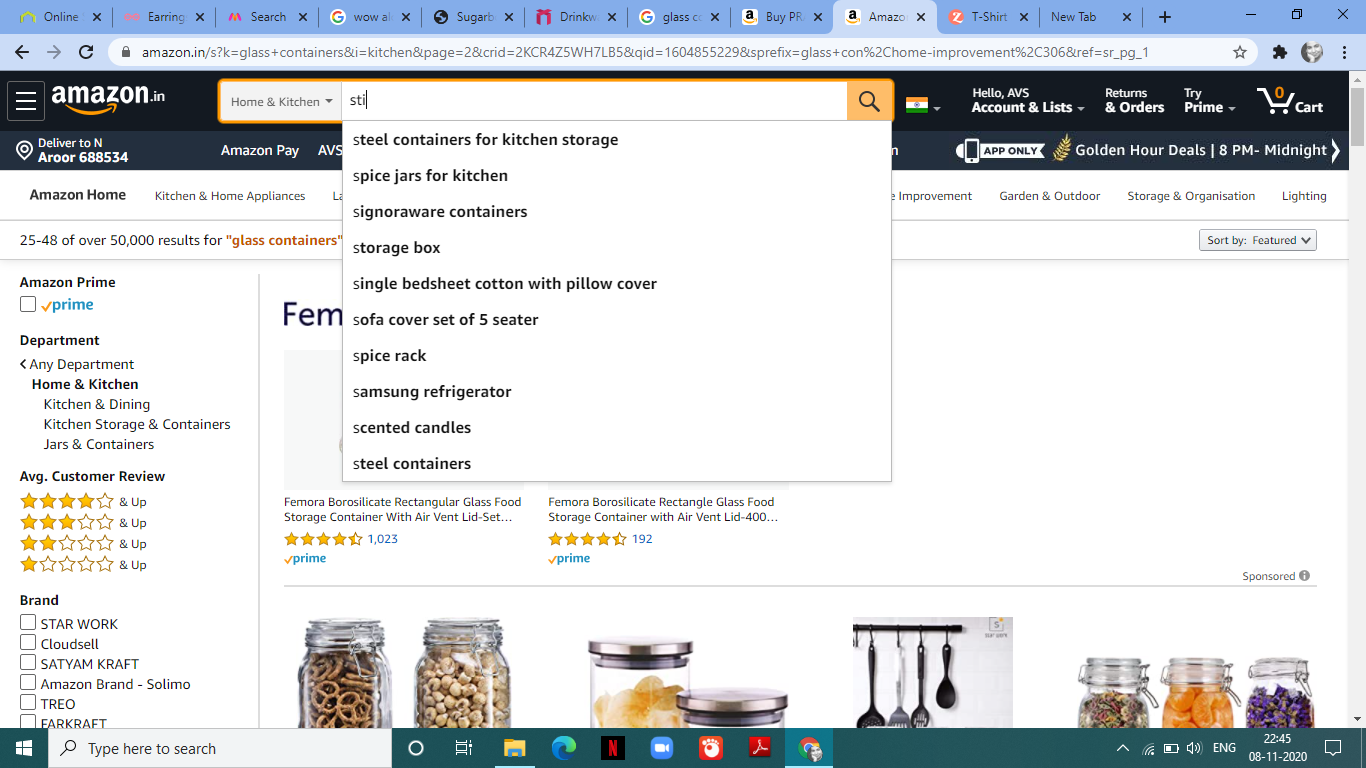 Online
Earring
Search
wow al
Sugarb
Drinkw
glass c
Buy PR
Amazo
T-Shirt
New Tab
amazon.in/s?k=glass+containers&i=kitchen&page=2&crid=2KCR4Z5WH7LB5&qid=1604855229&sprefix=glass+con%2Chome-improvement%2C306&ref=sr_pg_1
amazon.in
Home & Kitchen
sti
Hello, AVS
Account & Lists
Returns
& Orders
Try
Prime
0
Cart
Deliver to N
Aroor 688534
Amazon Pay
AVS
n
APP ONLY
Golden Hour Deals | 8 PM- Midnight
Amazon Home
Kitchen & Home Appliances
La
e Improvement
Garden & Outdoor
Storage & Organisation
Lighting
steel containers for kitchen storage
spice jars for kitchen
signoraware containers
storage box
single bedsheet cotton with pillow cover
sofa cover set of 5 seater
spice rack
samsung refrigerator
scented candles
steel containers
25-48 of over 50,000 results for "glass containers"
Sort by: Featured
Amazon Prime
prime
Department
Any Department
Home & Kitchen
Kitchen & Dining
Kitchen Storage & Containers
Jars & Containers
Avg. Customer Review
& Up
& Up
& Up
& Up
Brand
STAR WORK
Cloudsell
SATYAM KRAFT
Amazon Brand - Solimo
TREO
FARKRAFT
Fem
Femora Borosilicate Rectangular Glass Food
Storage Container With Air Vent Lid-Set…
1,023
prime
Femora Borosilicate Rectangle Glass Food
Storage Container with Air Vent Lid-400…
192
prime
Sponsored
S
STAR WORK
Type here to search
ENG
22:45
08-11-2020